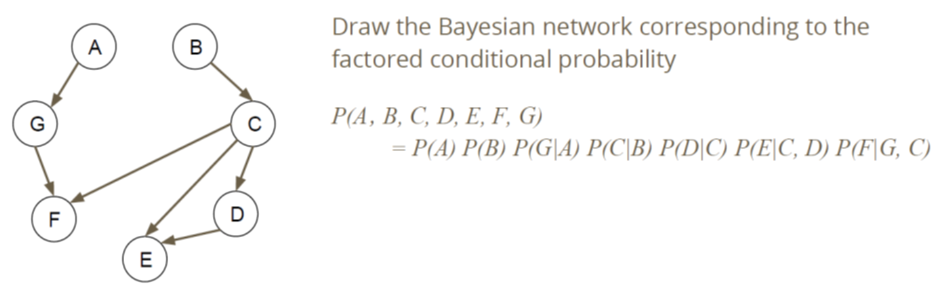 A
B
G
C
F
D
E
Draw the Bayesian network corresponding to the
factored conditional probability
P(A, B, C, D, E, F, G)
= P(A) P(B) P(G|A) P(C|B) P(D|C) P(E|C, D) P(F|G, C)